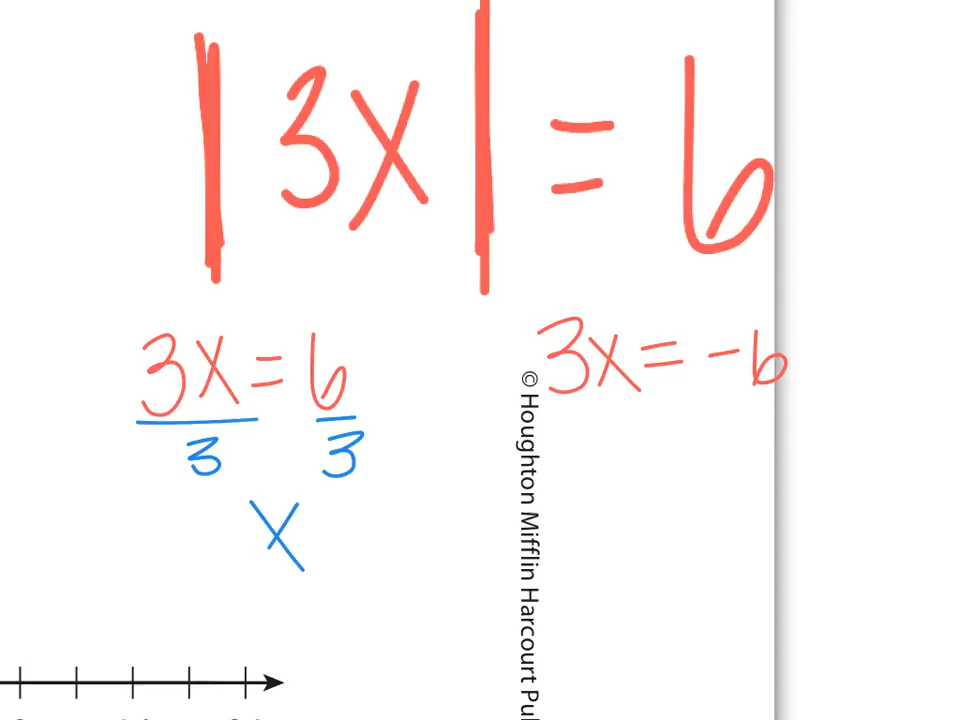 |3x| = 6
3x = 6
3x = -6
3 3
x
© Houghton Mifflin Harcourt Pu